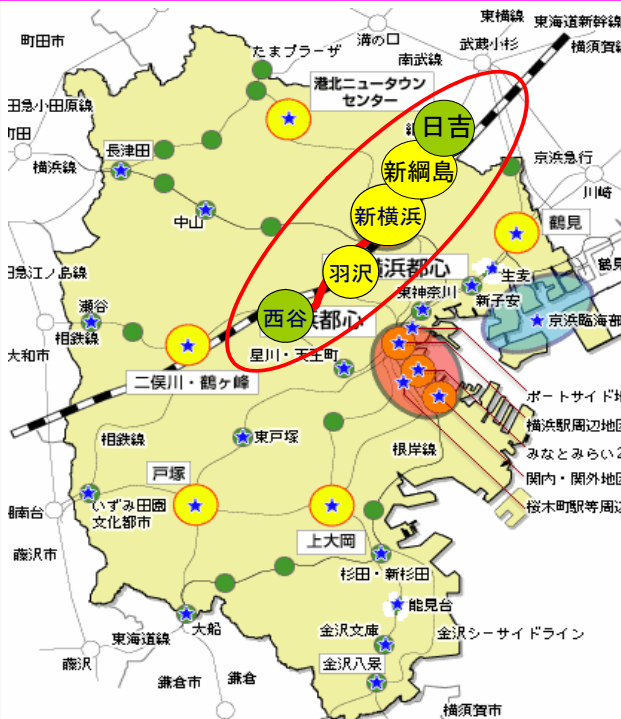 東横線
東海道新幹線
町田市
溝の口
武蔵小杉
横須賀線
たまプラーザ
南武線
港北ニュータウン
センター
田急小田原線
日吉
町田
長津田
新綱島
京浜急行
横浜線
川崎
中山
新横浜
鶴見
羽沢
横浜都心
生麦
鶴見
田急江ノ島線
東神奈川
新子安
瀬谷
西谷
浜都心
京浜臨海部
相鉄線
大和市
星川・天王町
二俣川・鶴ヶ峰
ポートサイド地
横浜駅周辺地区
相鉄線
東戸塚
根岸線
みなとみらい2
戸塚
関内・関外地区
いずみ田園
文化都市
湘南台
桜木町駅等周辺
上大岡
藤沢市
杉田・新杉田
能見台
大船
東海道線
金沢文庫
金沢シーサイドライン
藤沢
金沢八景
鎌倉市
鎌倉
横須賀市